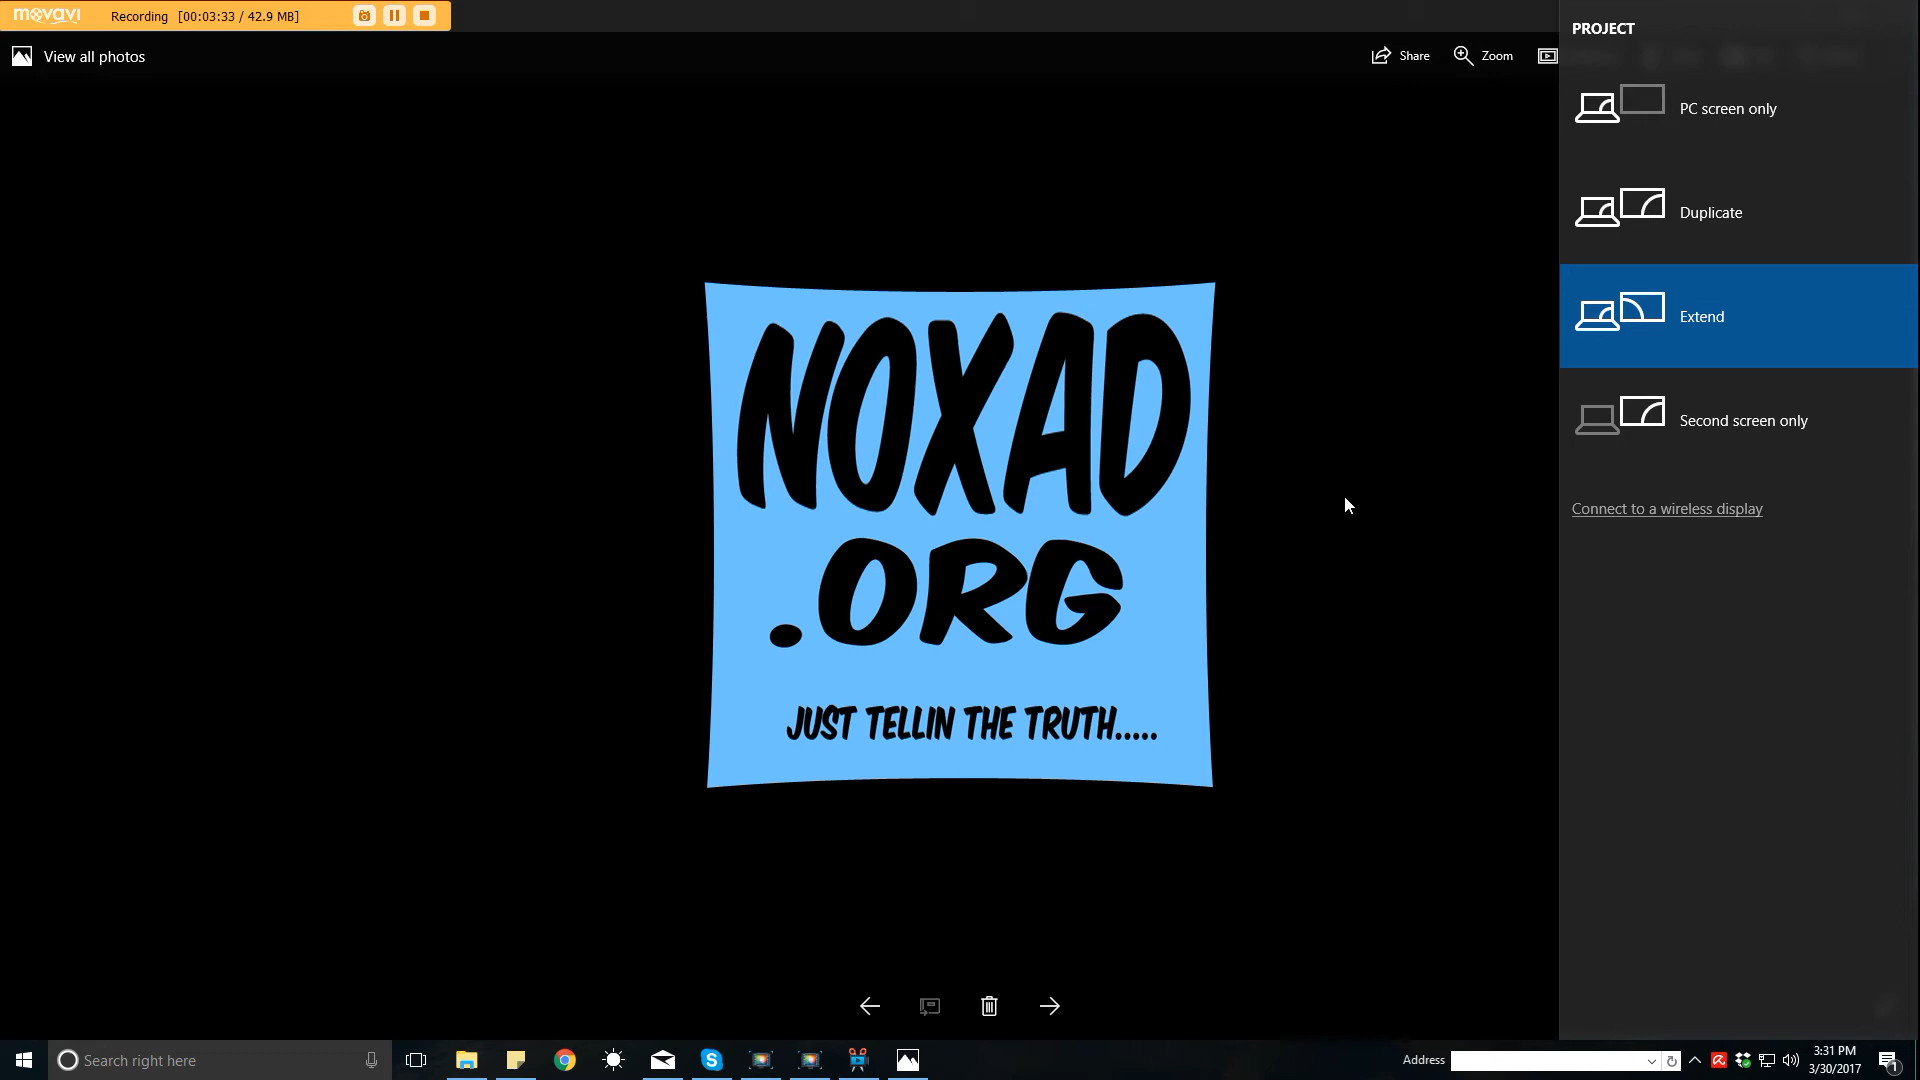 movavi
Recording [00:03:33 / 42.9 MB]
View all photos
Share
Zoom
PROJECT
PC screen only
Duplicate
Extend
Second screen only
Connect to a wireless display
NOXAD
.ORG
JUST TELLIN THE TRUTH.....
Search right here
Address
3:31 PM
3/30/2017
1